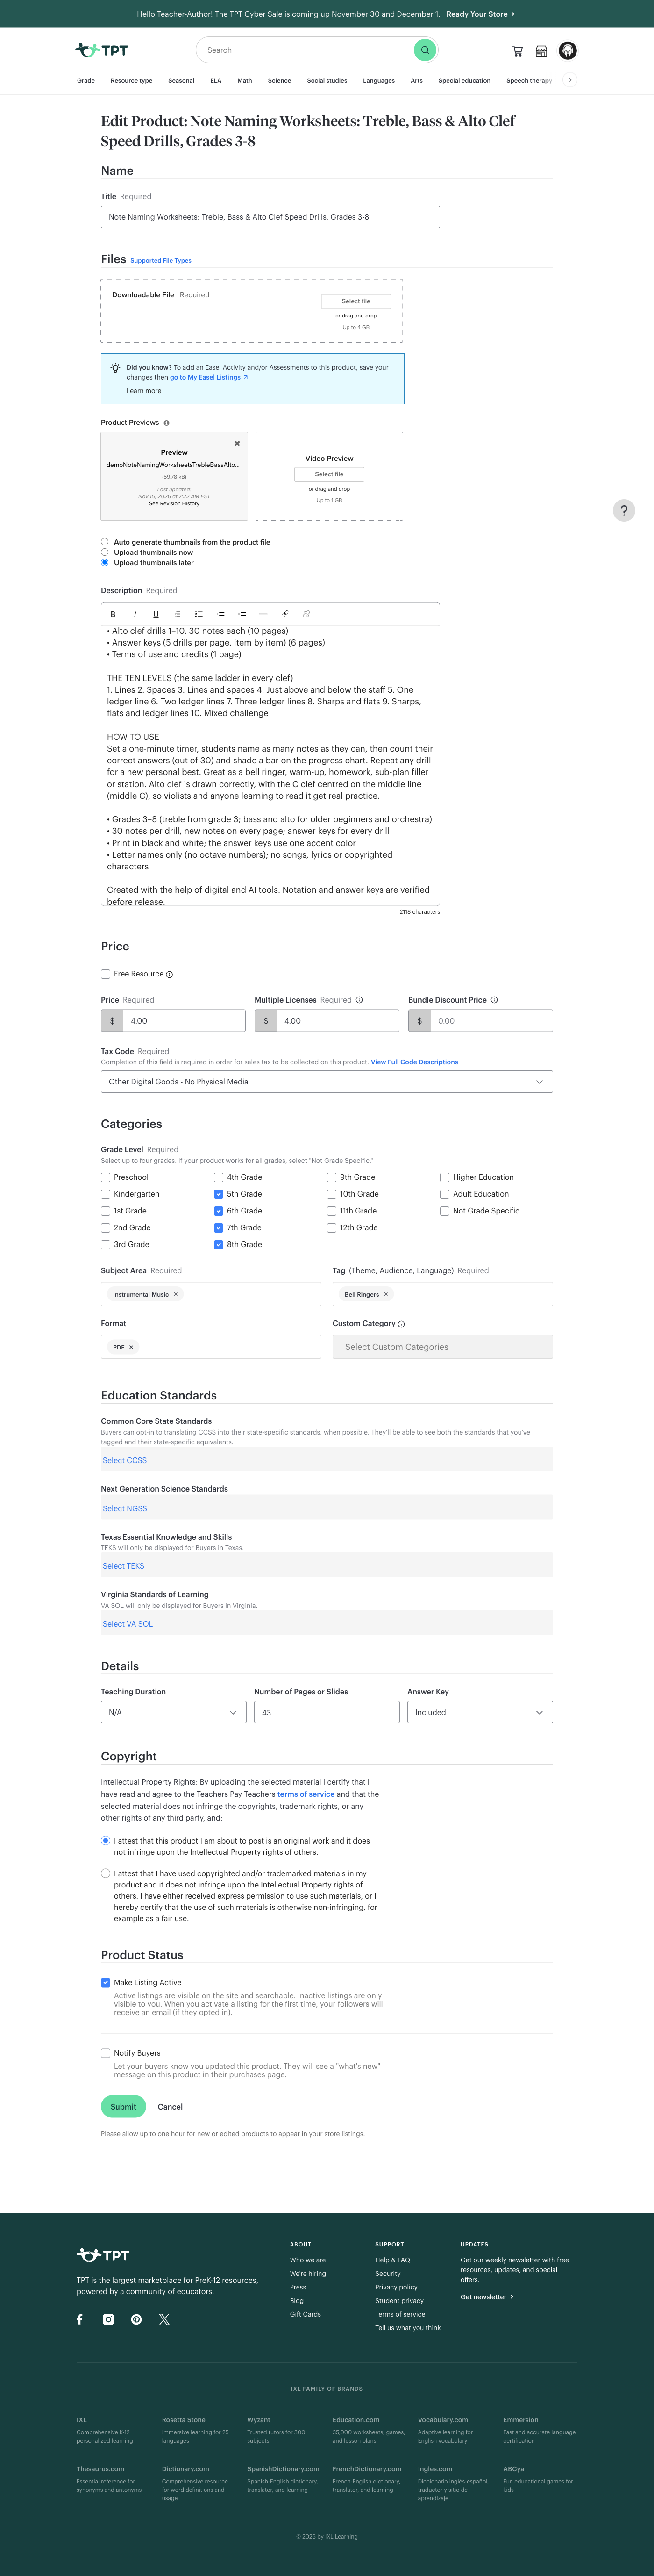 Hello Teacher-Author! The TPT Cyber Sale is coming up November 30 and December 1. Ready Your Store
TPT
Search
Grade
Resource type
Seasonal
ELA
Math
Science
Social studies
Languages
Arts
Special education
Speech therapy
Edit Product: Note Naming Worksheets: Treble, Bass & Alto Clef
Speed Drills, Grades 3-8
Name
Title Required
Note Naming Worksheets: Treble, Bass & Alto Clef Speed Drills, Grades 3-8
Files Supported File Types
Downloadable File Required
Select file
or drag and drop
Up to 4 GB
Did you know? To add an Easel Activity and/or Assessments to this product, save your
changes then go to My Easel Listings
Learn more
Product Previews
Preview
demoNoteNamingWorksheetsTrebleBassAlto...
(59.78 kB)
Last updated:
Nov 15, 2026 at 7:22 AM EST
See Revision History
Video Preview
Select file
or drag and drop
Up to 1 GB
?
Auto generate thumbnails from the product file
Upload thumbnails now
Upload thumbnails later
Description Required
B I U
• Alto clef drills 1–10, 30 notes each (10 pages)
• Answer keys (5 drills per page, item by item) (6 pages)
• Terms of use and credits (1 page)
THE TEN LEVELS (the same ladder in every clef)
1. Lines 2. Spaces 3. Lines and spaces 4. Just above and below the staff 5. One
ledger line 6. Two ledger lines 7. Three ledger lines 8. Sharps and flats 9. Sharps,
flats and ledger lines 10. Mixed challenge
HOW TO USE
Set a one-minute timer, students name as many notes as they can, then count their
correct answers (out of 30) and shade a bar on the progress chart. Repeat any drill
for a new personal best. Great as a bell ringer, warm-up, homework, sub-plan filler
or station. Alto clef is drawn correctly, with the C clef centred on the middle line
(middle C), so violists and anyone learning to read it get real practice.
• Grades 3–8 (treble from grade 3; bass and alto for older beginners and orchestra)
• 30 notes per drill, new notes on every page; answer keys for every drill
• Print in black and white; the answer keys use one accent color
• Letter names only (no octave numbers); no songs, lyrics or copyrighted
characters
Created with the help of digital and AI tools. Notation and answer keys are verified
before release.
2118 characters
Price
Free Resource
Price Required
Multiple Licenses Required
Bundle Discount Price
$ 4.00
$ 4.00
$ 0.00
Tax Code Required
Completion of this field is required in order for sales tax to be collected on this product. View Full Code Descriptions
Other Digital Goods - No Physical Media
Categories
Grade Level Required
Select up to four grades. If your product works for all grades, select "Not Grade Specific."
Preschool
4th Grade
9th Grade
Higher Education
Kindergarten
5th Grade
10th Grade
Adult Education
1st Grade
6th Grade
11th Grade
Not Grade Specific
2nd Grade
7th Grade
12th Grade
3rd Grade
8th Grade
Subject Area Required
Tag (Theme, Audience, Language) Required
Instrumental Music ×
Bell Ringers ×
Format
Custom Category
PDF ×
Select Custom Categories
Education Standards
Common Core State Standards
Buyers can opt-in to translating CCSS into their state-specific standards, when possible. They'll be able to see both the standards that you've
tagged and their state-specific equivalents.
Select CCSS
Next Generation Science Standards
Select NGSS
Texas Essential Knowledge and Skills
TEKS will only be displayed for Buyers in Texas.
Select TEKS
Virginia Standards of Learning
VA SOL will only be displayed for Buyers in Virginia.
Select VA SOL
Details
Teaching Duration
Number of Pages or Slides
Answer Key
N/A
43
Included
Copyright
Intellectual Property Rights: By uploading the selected material I certify that I
have read and agree to the Teachers Pay Teachers terms of service and that the
selected material does not infringe the copyrights, trademark rights, or any
other rights of any third party, and:
I attest that this product I am about to post is an original work and it does
not infringe upon the Intellectual Property rights of others.
I attest that I have used copyrighted and/or trademarked materials in my
product and it does not infringe upon the Intellectual Property rights of
others. I have either received express permission to use such materials, or I
hereby certify that the use of such materials is otherwise non-infringing, for
example as a fair use.
Product Status
Make Listing Active
Active listings are visible on the site and searchable. Inactive listings are only
visible to you. When you activate a listing for the first time, your followers will
receive an email (if they opted in).
Notify Buyers
Let your buyers know you updated this product. They will see a "what's new"
message on this product in their purchases page.
Submit
Cancel
Please allow up to one hour for new or edited products to appear in your store listings.
TPT
TPT is the largest marketplace for PreK-12 resources,
powered by a community of educators.
ABOUT
Who we are
We're hiring
Press
Blog
Gift Cards
SUPPORT
Help & FAQ
Security
Privacy policy
Student privacy
Terms of service
Tell us what you think
UPDATES
Get our weekly newsletter with free
resources, updates, and special
offers.
Get newsletter
IXL FAMILY OF BRANDS
IXL
Comprehensive K-12
personalized learning
Rosetta Stone
Immersive learning for 25
languages
Wyzant
Trusted tutors for 300
subjects
Education.com
35,000 worksheets, games,
and lesson plans
Vocabulary.com
Adaptive learning for
English vocabulary
Emmersion
Fast and accurate language
certification
Thesaurus.com
Essential reference for
synonyms and antonyms
Dictionary.com
Comprehensive resource
for word definitions and
usage
SpanishDictionary.com
Spanish-English dictionary,
translator, and learning
FrenchDictionary.com
French-English dictionary,
translator, and learning
Ingles.com
Diccionario inglés-español,
traductor y sitio de
aprendizaje
ABCya
Fun educational games for
kids
© 2026 by IXL Learning